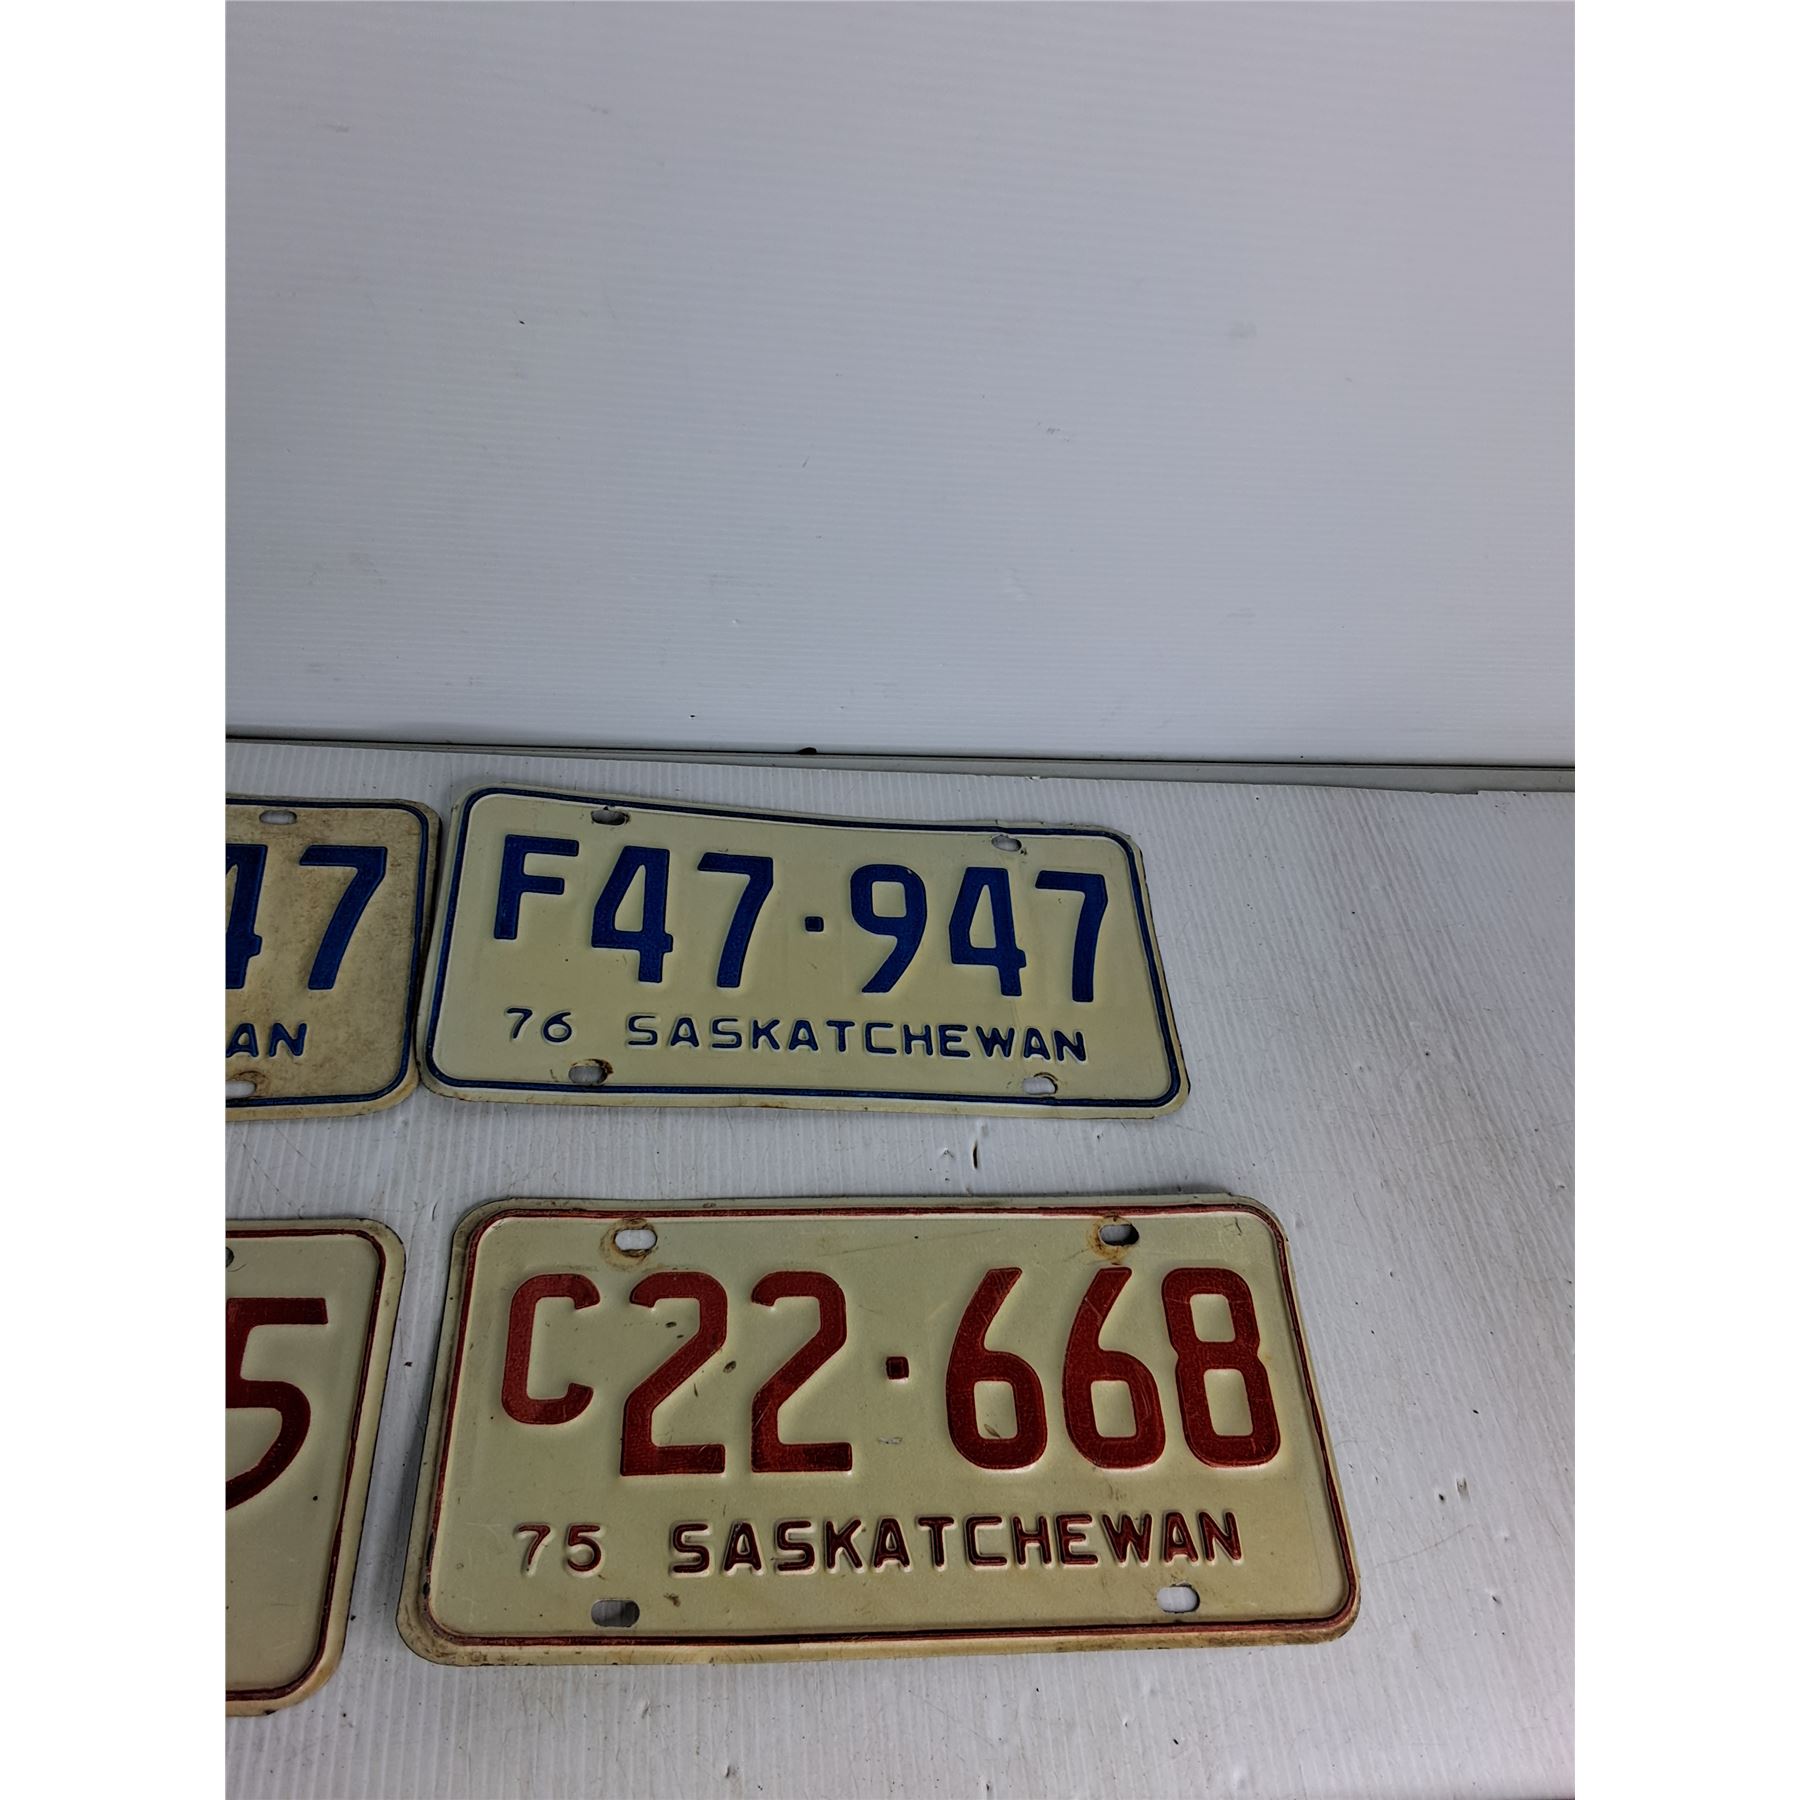 47
F47·947
AN
76 SASKATCHEWAN
5
C22·668
75 SASKATCHEWAN